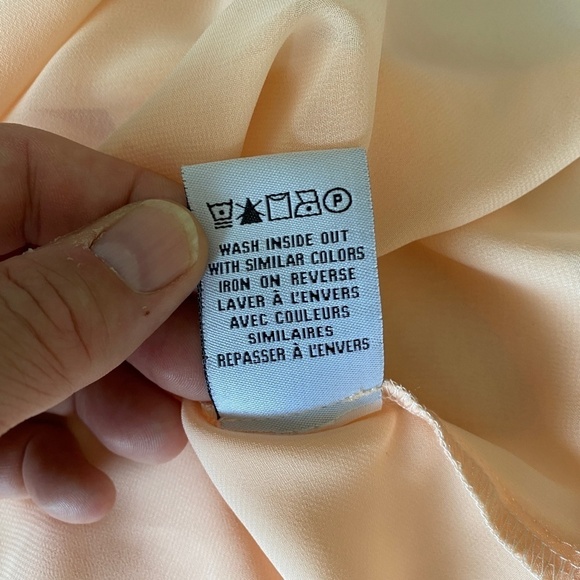 P
WASH INSIDE OUT
WITH SIMILAR COLORS
IRON ON REVERSE
LAVER À L'ENVERS
AVEC COULEURS
SIMILAIRES
REPASSER À L'ENVERS